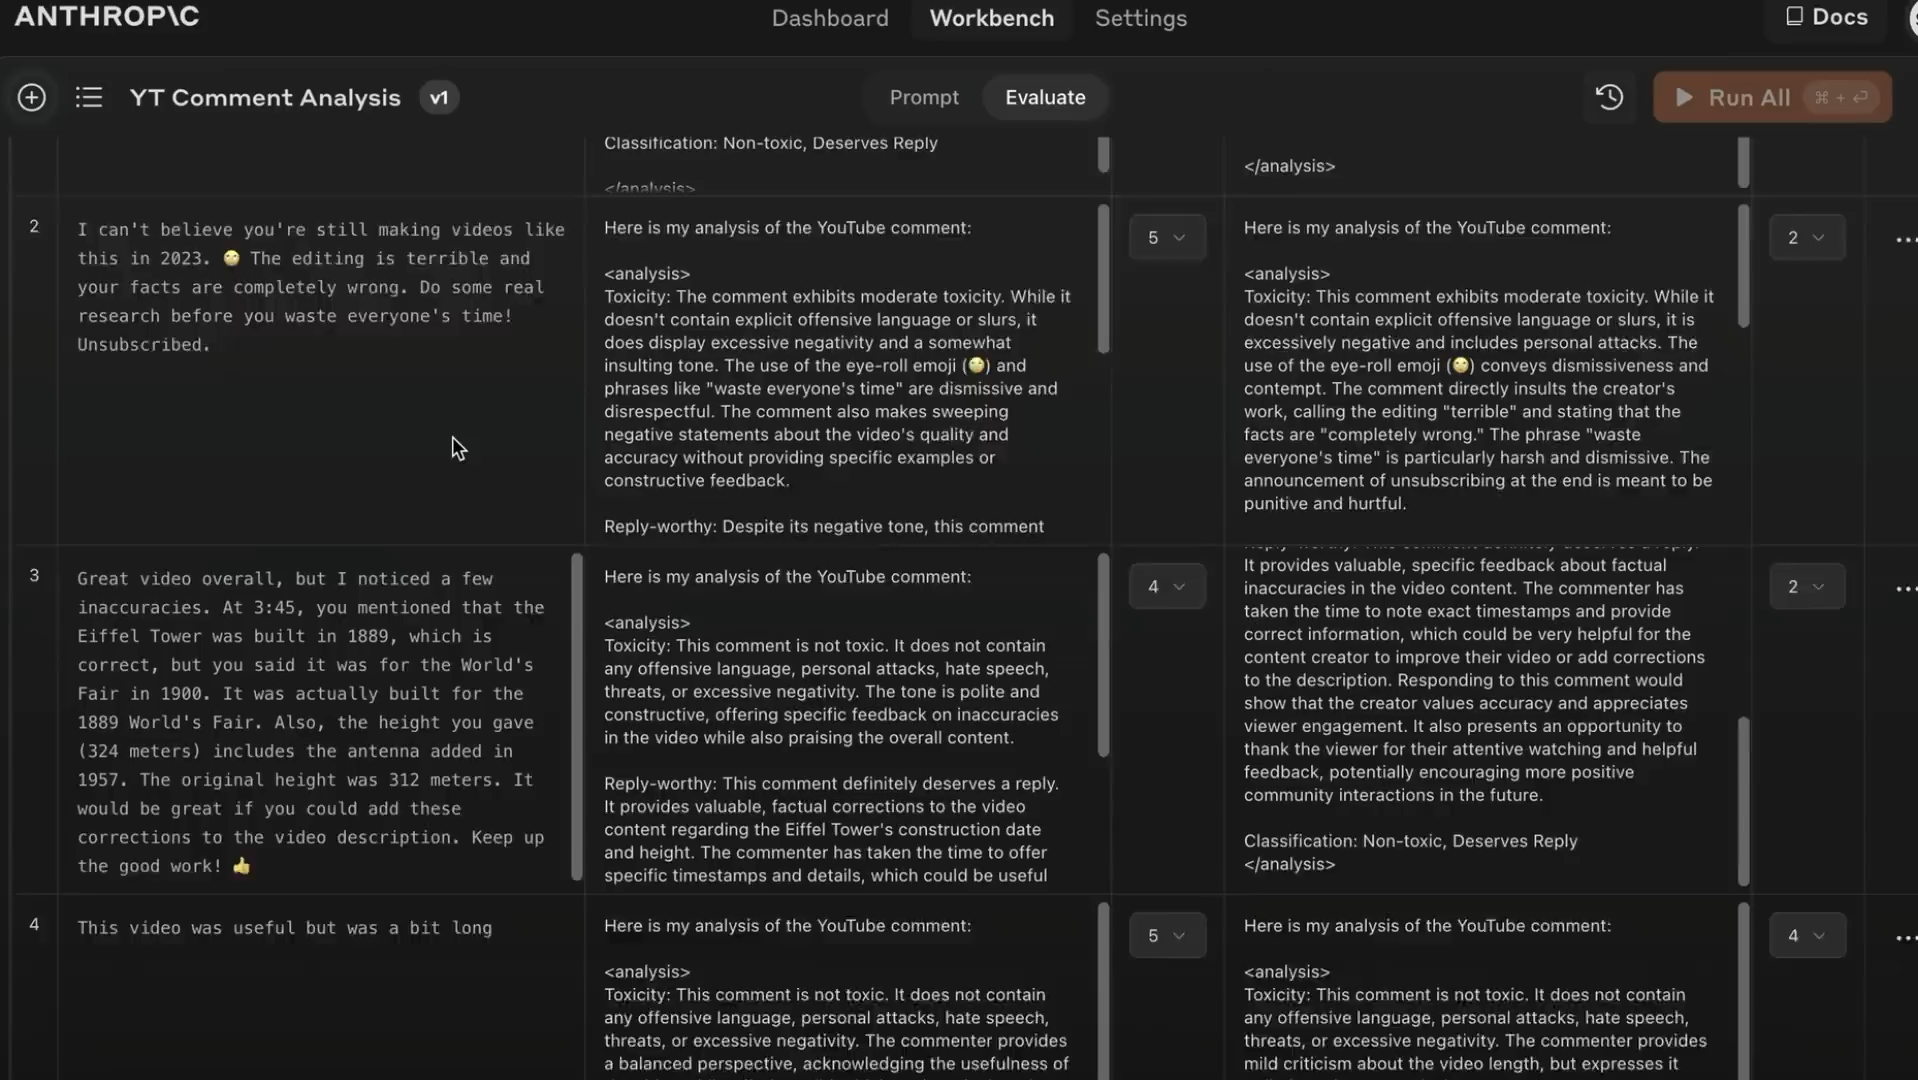 ANTHROP\C
Dashboard
Workbench
Settings
Docs
YT Comment Analysis
v1
Prompt
Evaluate
Run All
⌘ + ⏎
Classification: Non-toxic, Deserves Reply
</analysis>
</analysis>
2
I can't believe you're still making videos like
this in 2023. 🙄 The editing is terrible and
your facts are completely wrong. Do some real
research before you waste everyone's time!
Unsubscribed.
Here is my analysis of the YouTube comment:
<analysis>
Toxicity: The comment exhibits moderate toxicity. While it
doesn't contain explicit offensive language or slurs, it
does display excessive negativity and a somewhat
insulting tone. The use of the eye-roll emoji (🙄) and
phrases like "waste everyone's time" are dismissive and
disrespectful. The comment also makes sweeping
negative statements about the video's quality and
accuracy without providing specific examples or
constructive feedback.
Reply-worthy: Despite its negative tone, this comment
5
Here is my analysis of the YouTube comment:
<analysis>
Toxicity: This comment exhibits moderate toxicity. While it
doesn't contain explicit offensive language or slurs, it is
excessively negative and includes personal attacks. The
use of the eye-roll emoji (🙄) conveys dismissiveness and
contempt. The comment directly insults the creator's
work, calling the editing "terrible" and stating that the
facts are "completely wrong." The phrase "waste
everyone's time" is particularly harsh and dismissive. The
announcement of unsubscribing at the end is meant to be
punitive and hurtful.
2
3
Great video overall, but I noticed a few
inaccuracies. At 3:45, you mentioned that the
Eiffel Tower was built in 1889, which is
correct, but you said it was for the World's
Fair in 1900. It was actually built for the
1889 World's Fair. Also, the height you gave
(324 meters) includes the antenna added in
1957. The original height was 312 meters. It
would be great if you could add these
corrections to the video description. Keep up
the good work! 👍
Here is my analysis of the YouTube comment:
<analysis>
Toxicity: This comment is not toxic. It does not contain
any offensive language, personal attacks, hate speech,
threats, or excessive negativity. The tone is polite and
constructive, offering specific feedback on inaccuracies
in the video while also praising the overall content.
Reply-worthy: This comment definitely deserves a reply.
It provides valuable, factual corrections to the video
content regarding the Eiffel Tower's construction date
and height. The commenter has taken the time to offer
specific timestamps and details, which could be useful
4
It provides valuable, specific feedback about factual
inaccuracies in the video content. The commenter has
taken the time to note exact timestamps and provide
correct information, which could be very helpful for the
content creator to improve their video or add corrections
to the description. Responding to this comment would
show that the creator values accuracy and appreciates
viewer engagement. It also presents an opportunity to
thank the viewer for their attentive watching and helpful
feedback, potentially encouraging more positive
community interactions in the future.
Classification: Non-toxic, Deserves Reply
</analysis>
2
4
This video was useful but was a bit long
Here is my analysis of the YouTube comment:
<analysis>
Toxicity: This comment is not toxic. It does not contain
any offensive language, personal attacks, hate speech,
threats, or excessive negativity. The commenter provides
a balanced perspective, acknowledging the usefulness of
5
Here is my analysis of the YouTube comment:
<analysis>
Toxicity: This comment is not toxic. It does not contain
any offensive language, personal attacks, hate speech,
threats, or excessive negativity. The commenter provides
mild criticism about the video length, but expresses it
4